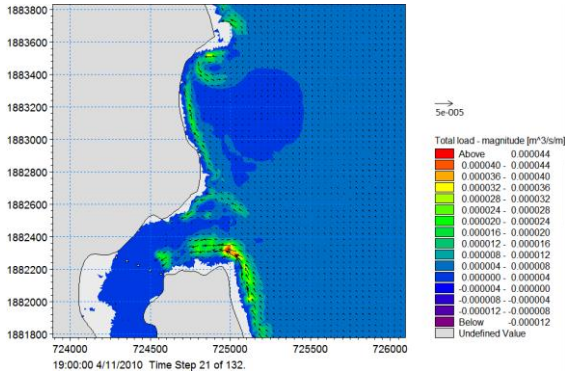 1883800
1883600
1883400
1883200
1883000
1882800
1882600
1882400
1882200
1882000
1881800
724000 724500 725000 725500 726000
19:00:00 4/11/2010 Time Step 21 of 132.
5e-005
Total load - magnitude [m^3/s/m]
Above 0.000044
0.000040 - 0.000044
0.000036 - 0.000040
0.000032 - 0.000036
0.000028 - 0.000032
0.000024 - 0.000028
0.000020 - 0.000024
0.000016 - 0.000020
0.000012 - 0.000016
0.000008 - 0.000012
0.000004 - 0.000008
0.000000 - 0.000004
-0.000004 - 0.000000
-0.000008 - -0.000004
-0.000012 - -0.000008
Below -0.000012
Undefined Value